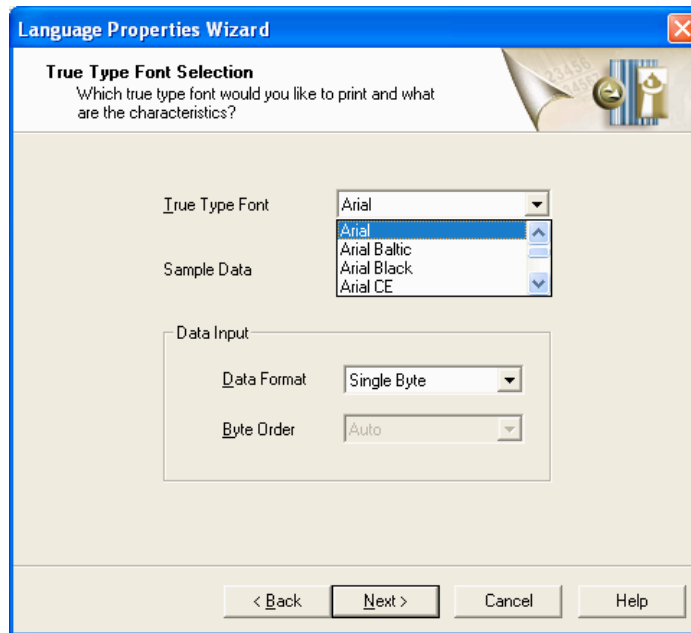 Language Properties Wizard
True Type Font Selection
Which true type font would you like to print and what
are the characteristics?
True Type Font
Arial
Arial
Arial Baltic
Arial Black
Arial CE
Sample Data
Data Input
Data Format
Single Byte
Byte Order
Auto
< Back
Next >
Cancel
Help